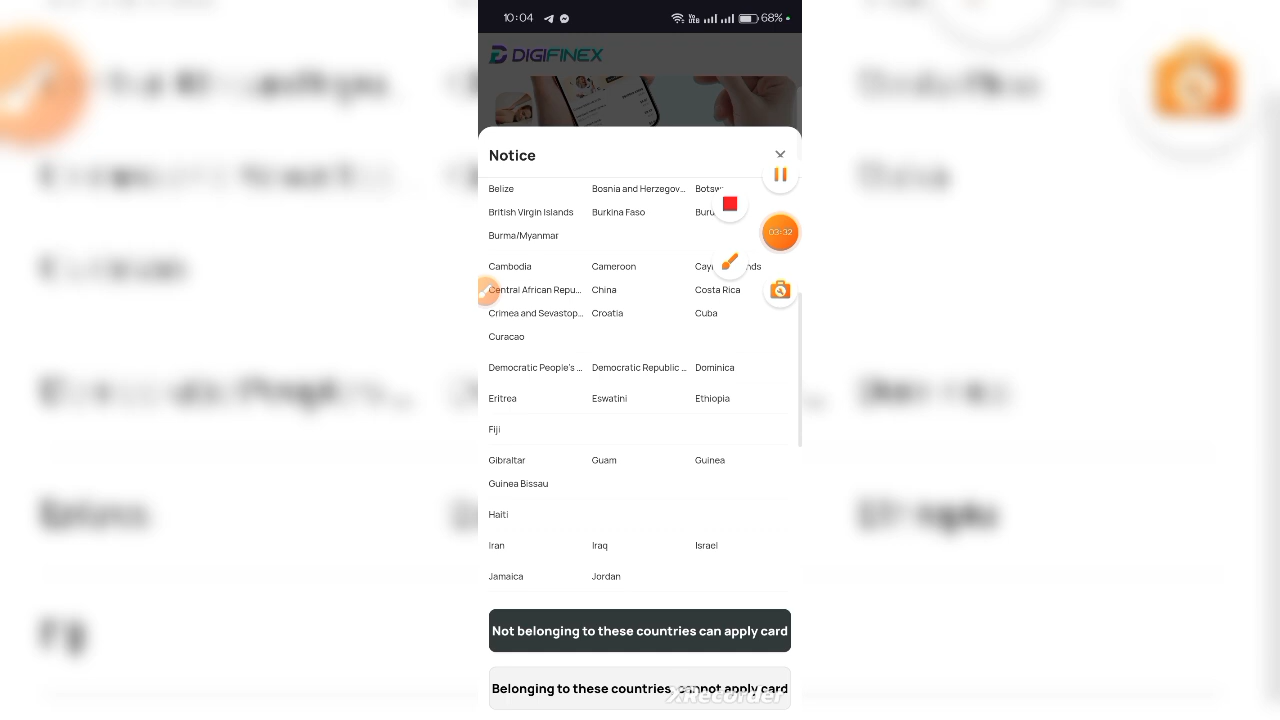 10:04 68%
DIGIFINEX
Notice
Belize Bosnia and Herzegov...
British Virgin Islands Burkina Faso
03:32
Burma/Myanmar
Cambodia Cameroon
Central African Repu... China Costa Rica
Crimea and Sevastop... Croatia Cuba
Curacao
Democratic People's ... Democratic Republic ... Dominica
Eritrea Eswatini Ethiopia
Fiji
Gibraltar Guam Guinea
Guinea Bissau
Haiti
Iran Iraq Israel
Jamaica Jordan
Not belonging to these countries can apply card
Belonging to these countries cannot apply card
XRecorder